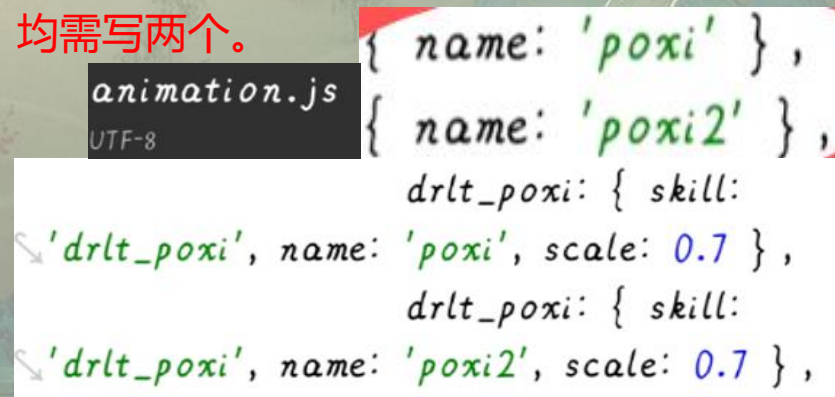 均需写两个。
{ name: 'poxi' },
animation.js
UTF-8
{ name: 'poxi2' },
drlt_poxi: { skill:
'drlt_poxi', name: 'poxi', scale: 0.7 },
drlt_poxi: { skill:
'drlt_poxi', name: 'poxi2', scale: 0.7 },